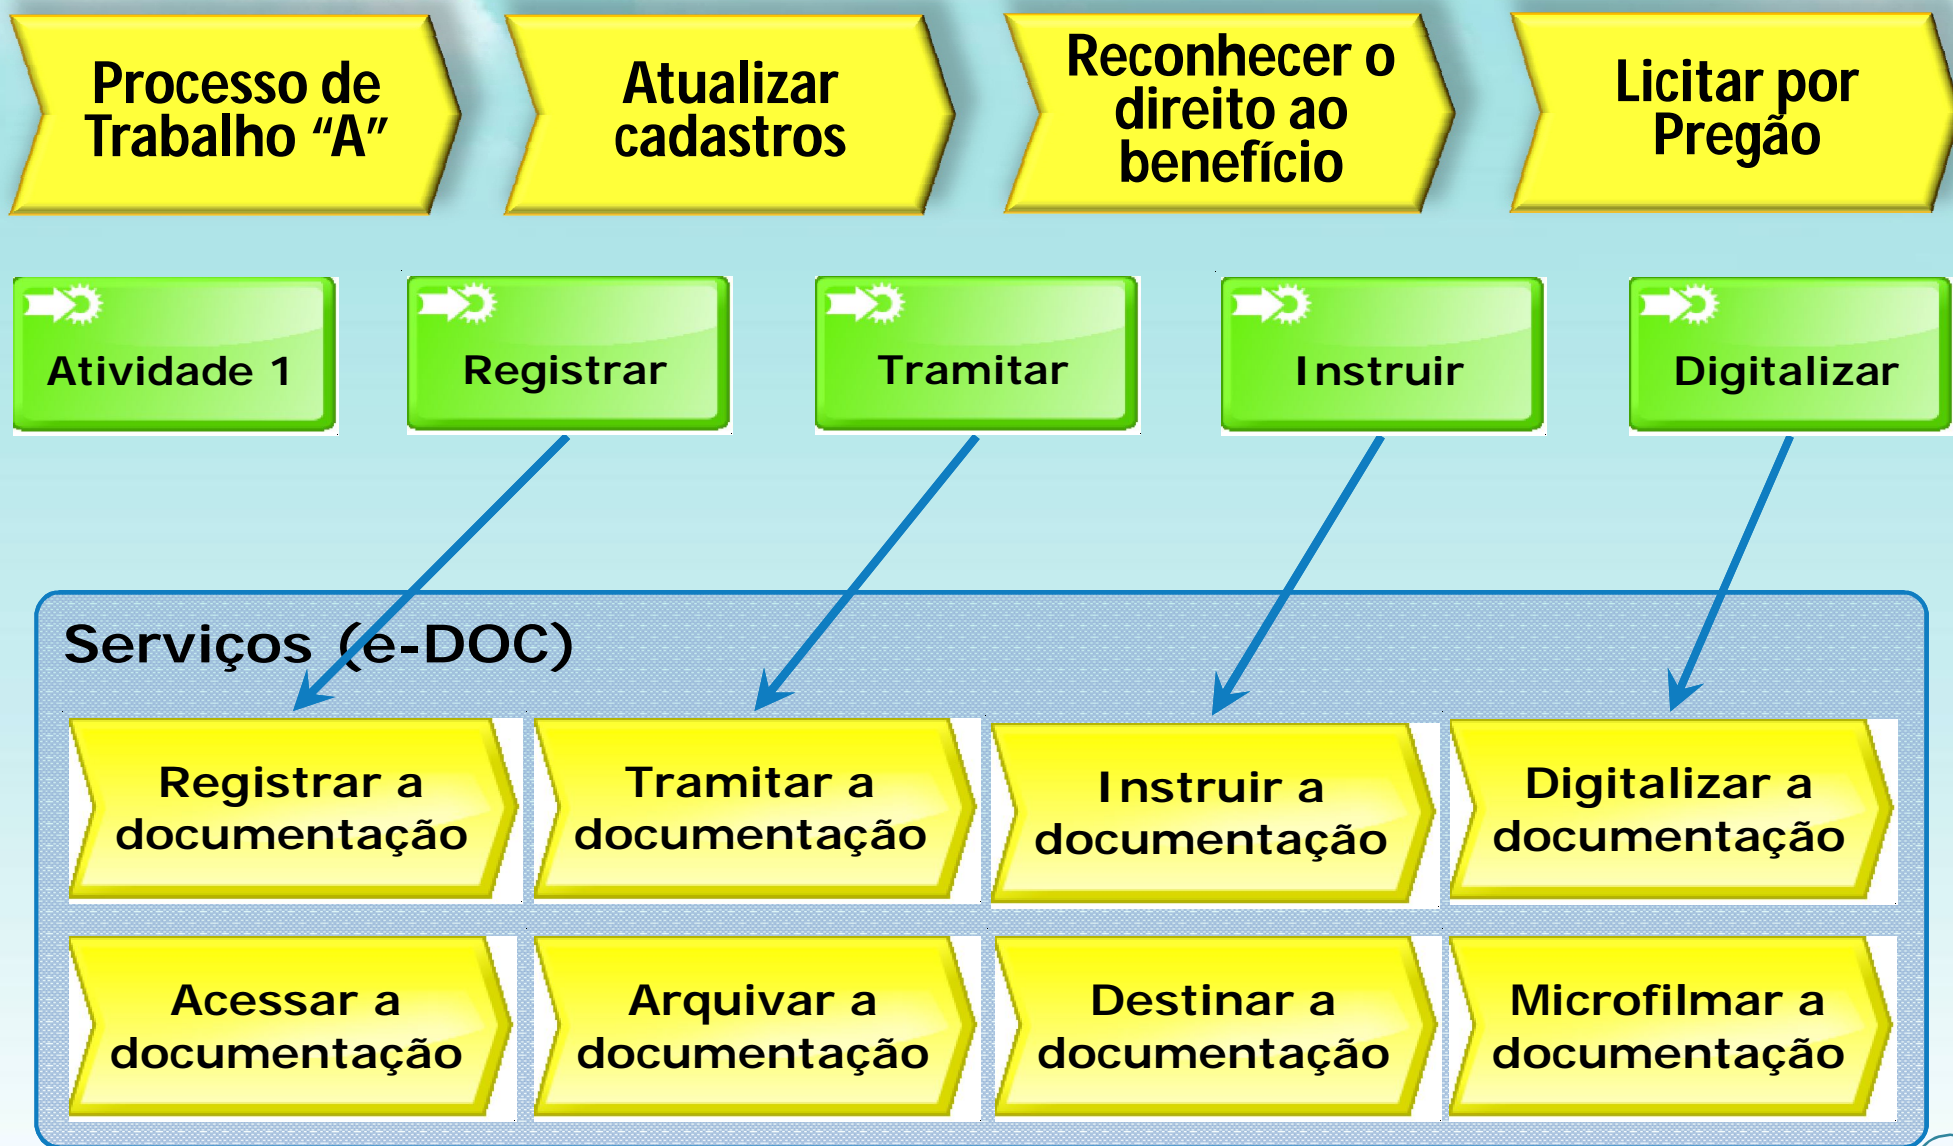 Processo de
Trabalho “A”
Atualizar
cadastros
Reconhecer o
direito ao
benefício
Licitar por
Pregão
Atividade 1
Registrar
Tramitar
Instruir
Digitalizar
Serviços (e-DOC)
Registrar a
documentação
Tramitar a
documentação
Instruir a
documentação
Digitalizar a
documentação
Acessar a
documentação
Arquivar a
documentação
Destinar a
documentação
Microfilmar a
documentação